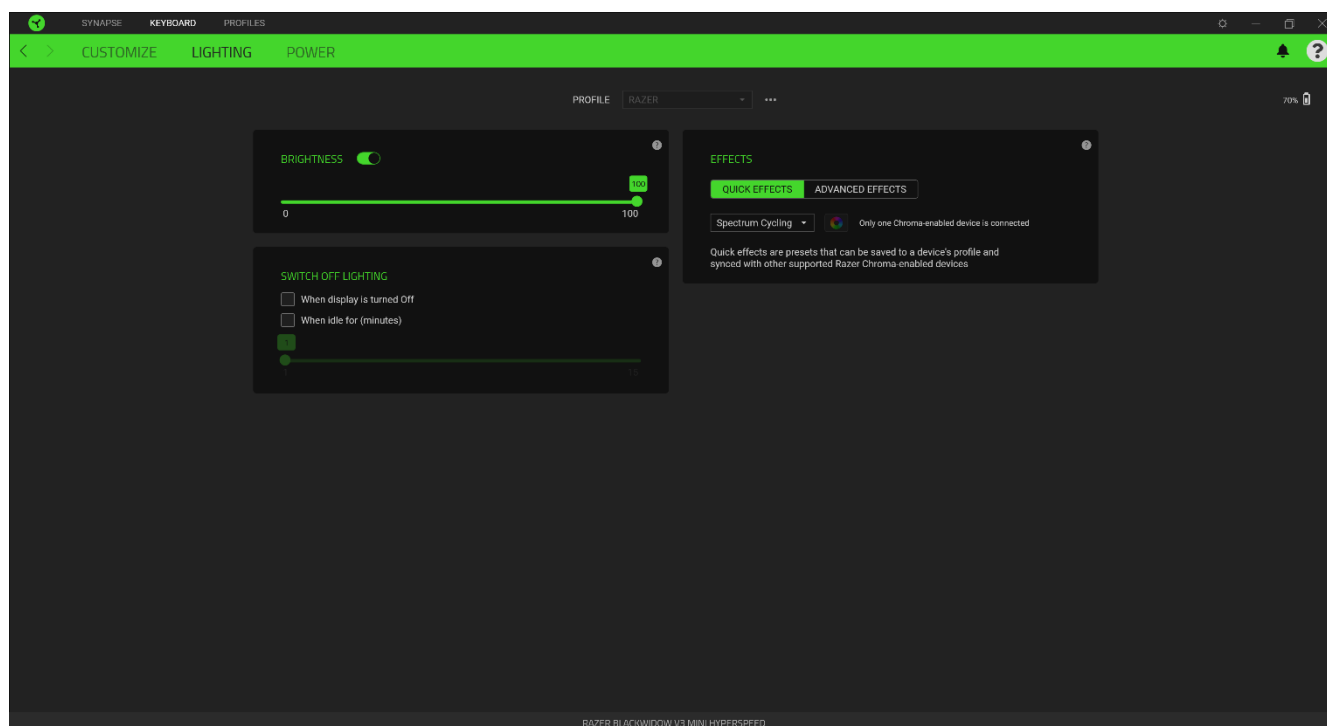 SYNAPSE KEYBOARD PROFILES
CUSTOMIZE LIGHTING POWER
PROFILE RAZER
70%
BRIGHTNESS
100
0 100
SWITCH OFF LIGHTING
When display is turned Off
When idle for (minutes)
1
1 15
EFFECTS
QUICK EFFECTS ADVANCED EFFECTS
Spectrum Cycling Only one Chroma-enabled device is connected
Quick effects are presets that can be saved to a device's profile and
synced with other supported Razer Chroma-enabled devices
RAZER BLACKWIDOW V3 MINI HYPERSPEED